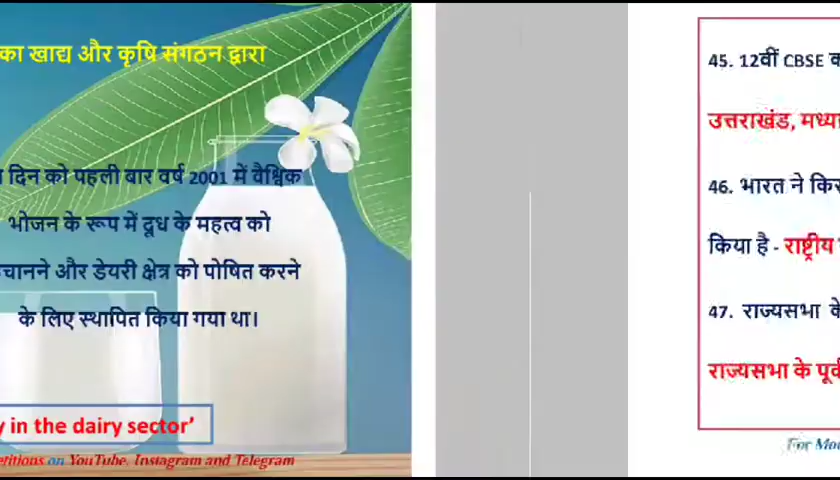 का खाद्य और कृषि संगठन द्वारा
दिन को पहली बार वर्ष 2001 में वैश्विक
भोजन के रूप में दूध के महत्व को
चानने और डेयरी क्षेत्र को पोषित करने
के लिए स्थापित किया गया था।
y in the dairy sector’
etitions on YouTube, Instagram and Telegram
45. 12वीं CBSE
उत्तराखंड, मध्या
46. भारत ने किस
किया है - राष्ट्रीय
47. राज्यसभा के
राज्यसभा के पूर्व
For Mo